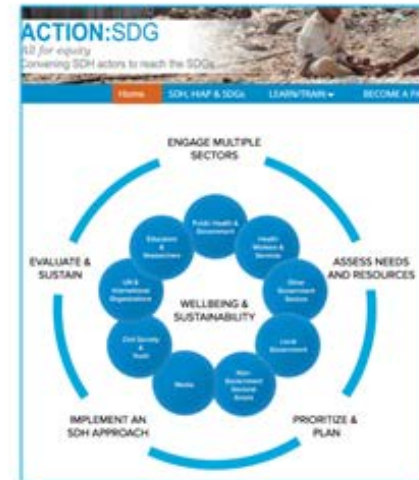 ACTION:SDG
All for equity
Convening SDH actors to reach the SDGs
Home SDH, HiAP & SDGs LEARN/TRAIN BECOME A PA
ENGAGE MULTIPLE
SECTORS
Public Health &
Government
Educators
&
Researchers
Health
Workers &
Services
EVALUATE &
SUSTAIN
ASSESS NEEDS
AND RESOURCES
UN &
International
Organizations
Other
Government
Sectors
WELLBEING &
SUSTAINABILITY
Civil Society
&
Youth
Local
Government
Media
Non-
Government
Sectoral
Actors
IMPLEMENT AN
SDH APPROACH
PRIORITIZE &
PLAN